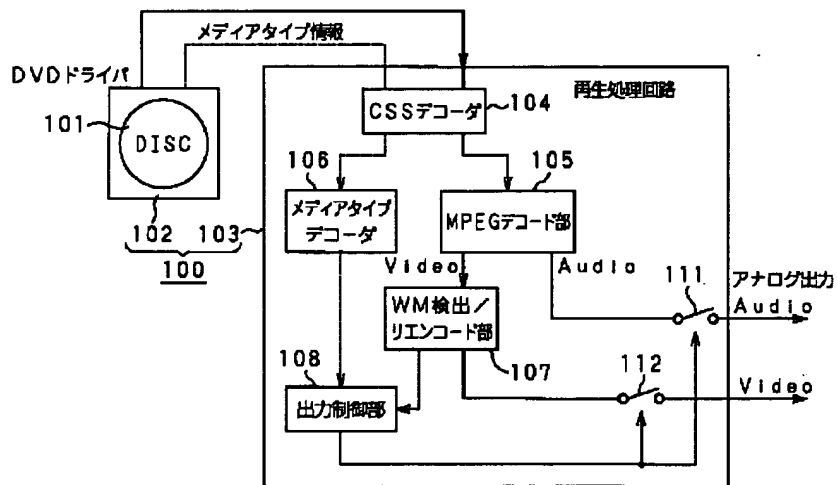 メディアタイプ情報
DVDドライバ
101
DISC
102
103
100
再生処理回路
CSSデコーダ
104
106
メディアタイプ
デコーダ
105
MPEGデコード部
Video
Audio
WM検出/
リエンコード部
107
108
出力制御部
111
アナログ出力
Audio
112
Video